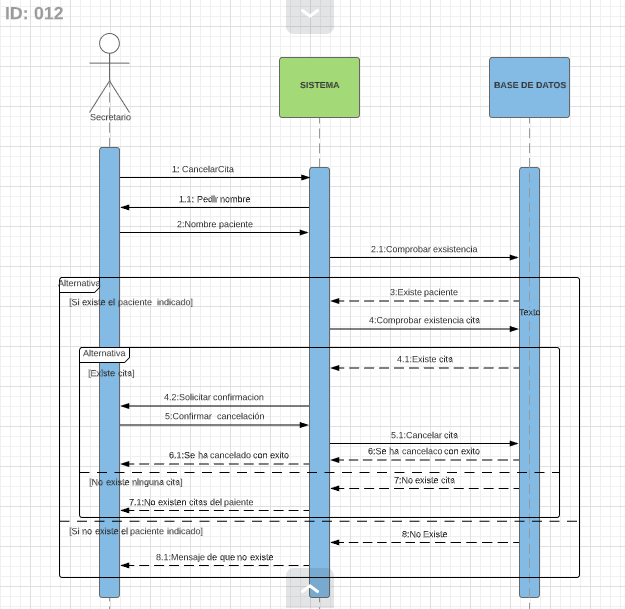 ID: 012
Secretario
SISTEMA
BASE DE DATOS
1: CancelarCita
1.1: Pedir nombre
2:Nombre paciente
2.1:Comprobar exsistencia
Alternativa
[Si existe el paciente indicado]
3:Existe paciente
Texto
4:Comprobar existencia cita
Alternativa
[Existe cita]
4.1:Existe cita
4.2:Solicitar confirmacion
5:Confirmar cancelación
5.1:Cancelar cita
6:Se ha cancelaco con exito
6.1:Se ha cancelado con exito
[No existe ninguna cita]
7:No existe cita
7.1:No existen citas del paiente
[Si no existe el paciente indicado]
8:No Existe
8.1:Mensaje de que no existe